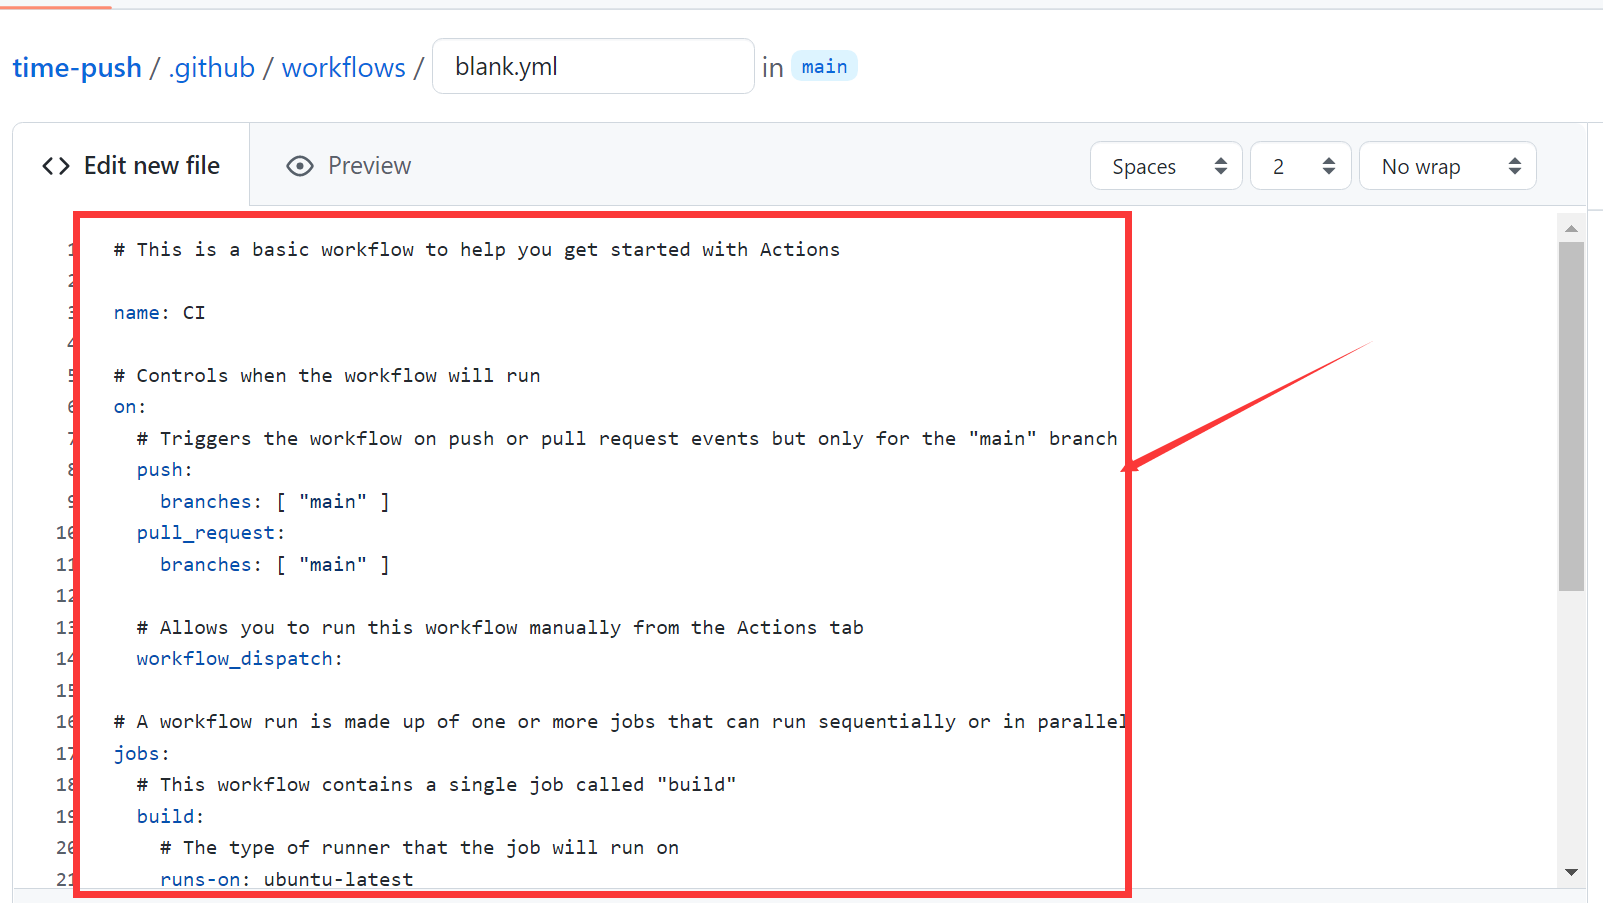 time-push / .github / workflows / blank.yml in main
Edit new file Preview Spaces 2 No wrap
1 # This is a basic workflow to help you get started with Actions
2
3 name: CI
4
5 # Controls when the workflow will run
6 on:
7 # Triggers the workflow on push or pull request events but only for the "main" branch
8 push:
9 branches: [ "main" ]
10 pull_request:
11 branches: [ "main" ]
12
13 # Allows you to run this workflow manually from the Actions tab
14 workflow_dispatch:
15
16 # A workflow run is made up of one or more jobs that can run sequentially or in parallel
17 jobs:
18 # This workflow contains a single job called "build"
19 build:
20 # The type of runner that the job will run on
21 runs-on: ubuntu-latest